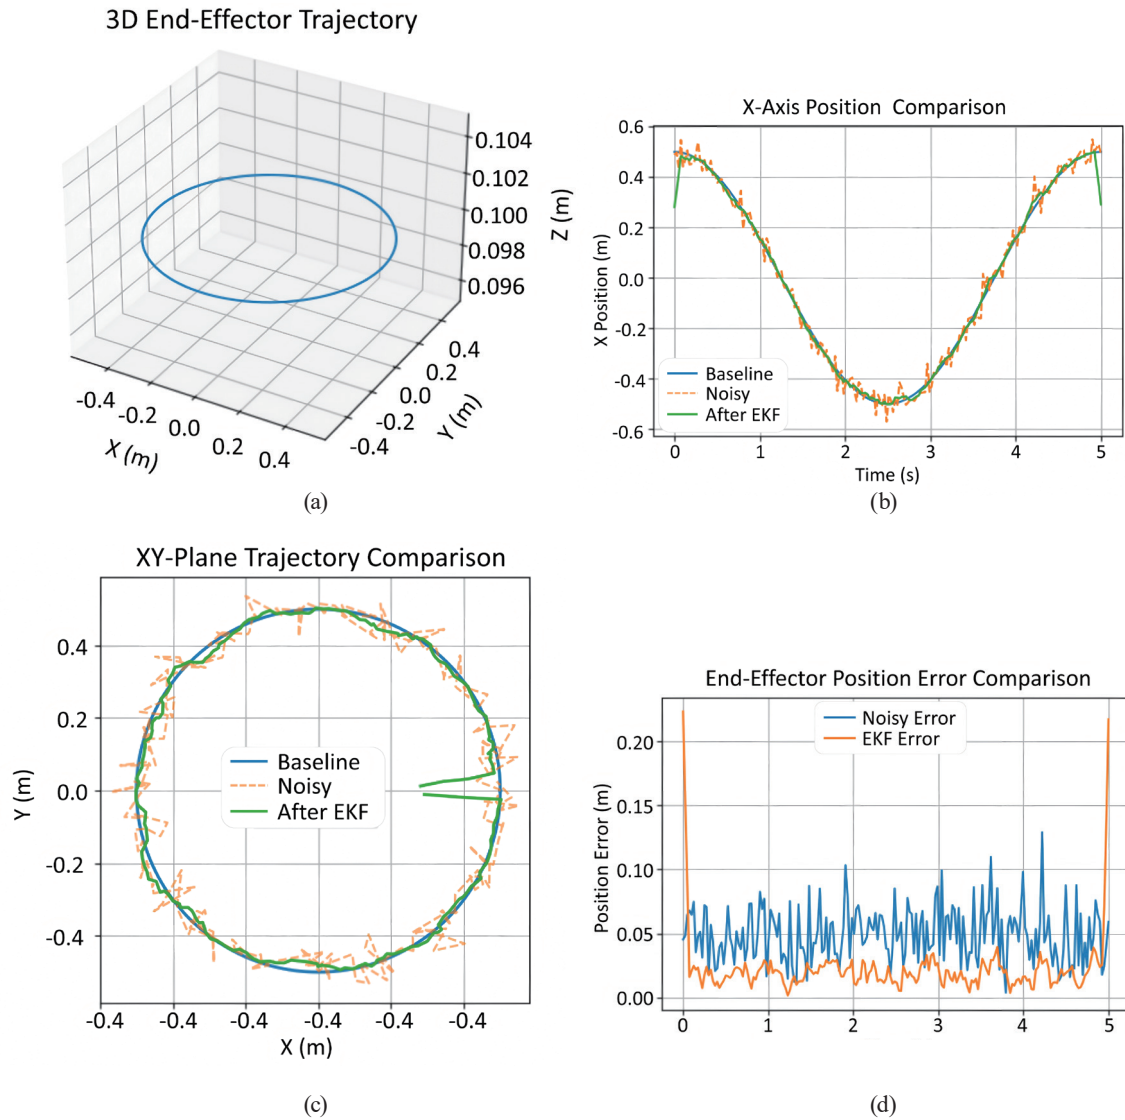 3D End-Effector Trajectory
0.104
0.102
0.100
0.098
0.096
Z (m)
0.4
0.2
0.0
-0.2
-0.4
Y (m)
-0.4
-0.2
0.0
0.2
0.4
X (m)
(a)
X-Axis Position Comparison
0.6
0.4
0.2
0.0
-0.2
-0.4
-0.6
X Position (m)
Baseline
Noisy
After EKF
0 1 2 3 4 5
Time (s)
(b)
XY-Plane Trajectory Comparison
0.4
0.2
0.0
-0.2
-0.4
Y (m)
Baseline
Noisy
After EKF
-0.4 -0.4 -0.4 -0.4 -0.4 -0.4
X (m)
(c)
End-Effector Position Error Comparison
Noisy Error
EKF Error
0.20
0.15
0.10
0.05
0.00
Position Error (m)
0 1 2 3 4 5
(d)